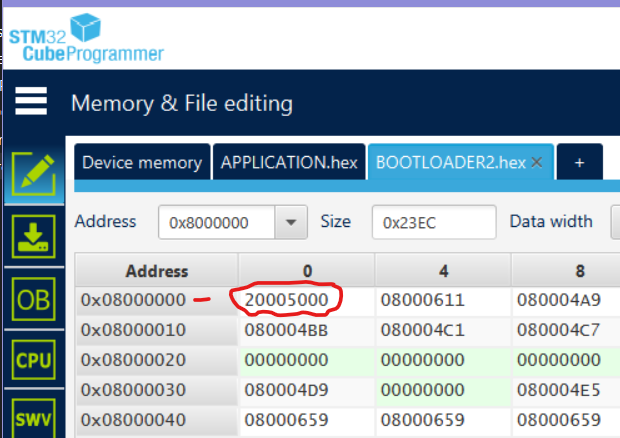 STM32
CubeProgrammer
Memory & File editing
Device memory APPLICATION.hex BOOTLOADER2.hex × +
Address 0x8000000 Size 0x23EC Data width
Address 0 4 8
0x08000000 20005000 08000611 080004A9
0x08000010 080004BB 080004C1 080004C7
0x08000020 00000000 00000000 00000000
OB
0x08000030 080004D9 00000000 080004E5
CPU
0x08000040 08000659 08000659 08000659
SWV